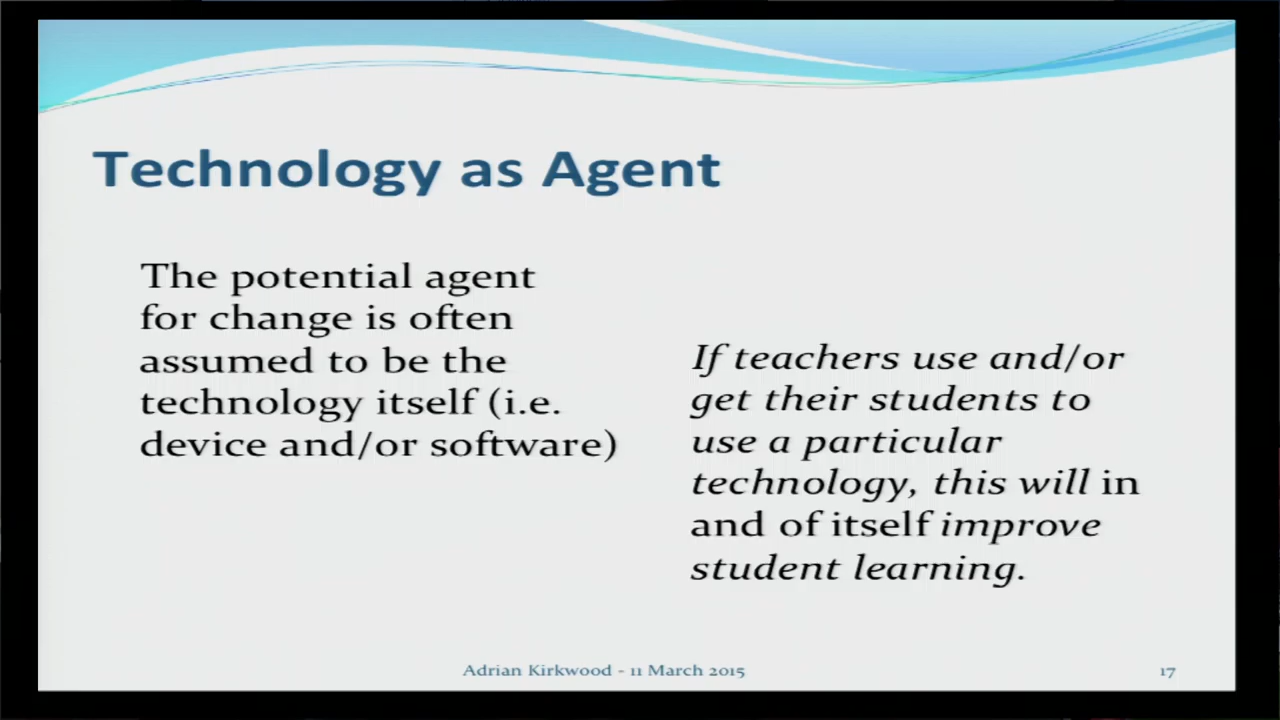 Technology as Agent
The potential agent
for change is often
assumed to be the
technology itself (i.e.
device and/or software)
If teachers use and/or
get their students to
use a particular
technology, this will in
and of itself improve
student learning.
Adrian Kirkwood - 11 March 2015
17